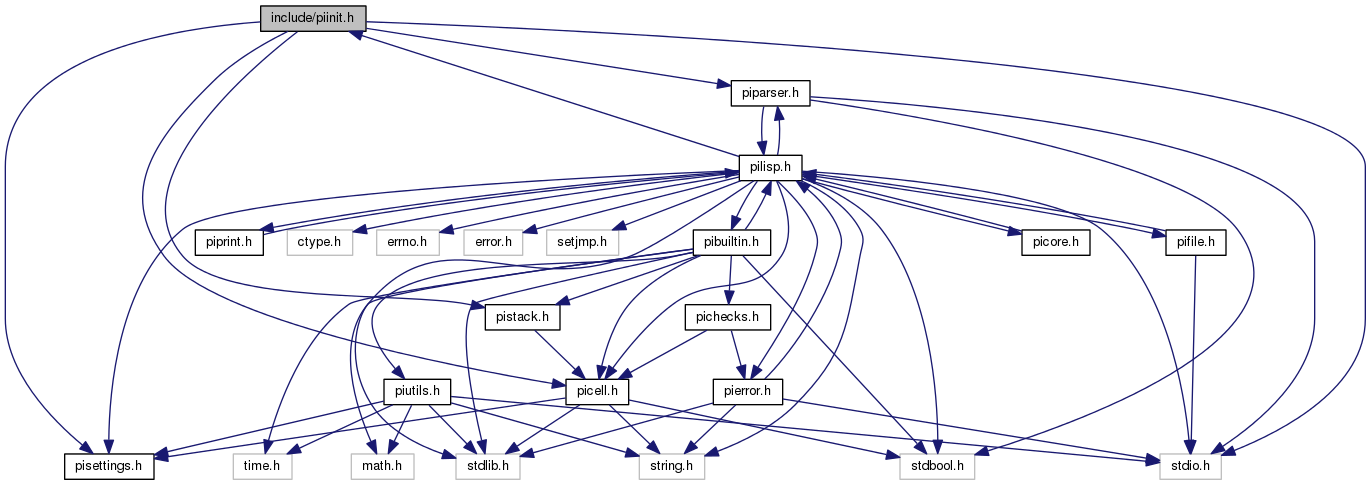 include/piinit.h
piparser.h
pilisp.h
piprint.h
ctype.h
errno.h
error.h
setjmp.h
pibuiltin.h
picore.h
pifile.h
pistack.h
pichecks.h
piutils.h
picell.h
pierror.h
pisettings.h
time.h
math.h
stdlib.h
string.h
stdbool.h
stdio.h